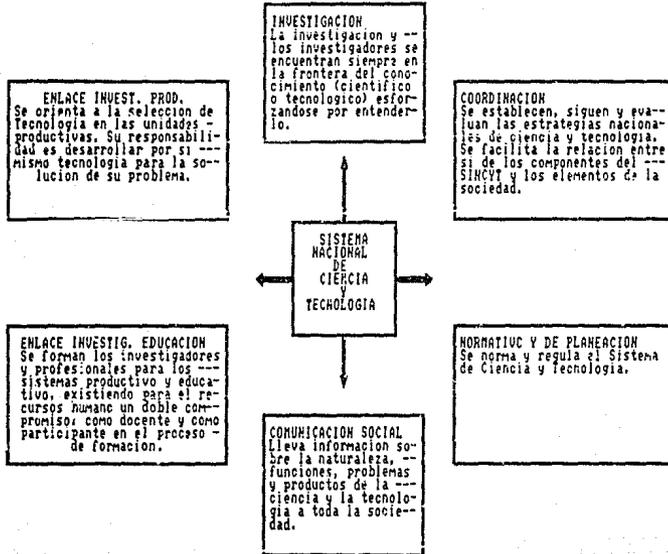 INVESTIGACION
La investigacion y --
los investigadores se
encuentran siempre en
la frontera del cono-
cimiento (cientifico
o tecnologico) esfor-
zandose por entender-
lo.
ENLACE INVEST. PROD.
Se orienta a la seleccion de
Tecnologia en las unidades -
productivas. Su responsabili-
dad es desarrollar por si ---
mismo tecnologia para la so--
lucion de su problema.
COORDINACION
Se establecen, siguen y eva--
luan las estrategias naciona-
les de ciencia y tecnologia.
Se facilita la relacion entre
si de los componentes del ---
SINCYT y los elementos de la
sociedad.
SISTEMA
NACIONAL
DE
CIENCIA
Y
TECNOLOGIA
ENLACE INVESTIG. EDUCACION
Se forman los investigadores
y profesionales para los ---
sistemas productivo y educa-
tivo, existiendo para el re-
cursos humano un doble com--
promiso: como docente y como
participante en el proceso -
de formacion.
NORMATIVO Y DE PLANEACION
Se norma y regula el Sistema
de Ciencia y Tecnologia.
COMUNICACION SOCIAL
Lleva informacion so-
bre la naturaleza, --
funciones, problemas
y productos de la ---
ciencia y la tecnolo-
gia a toda la socie--
dad.